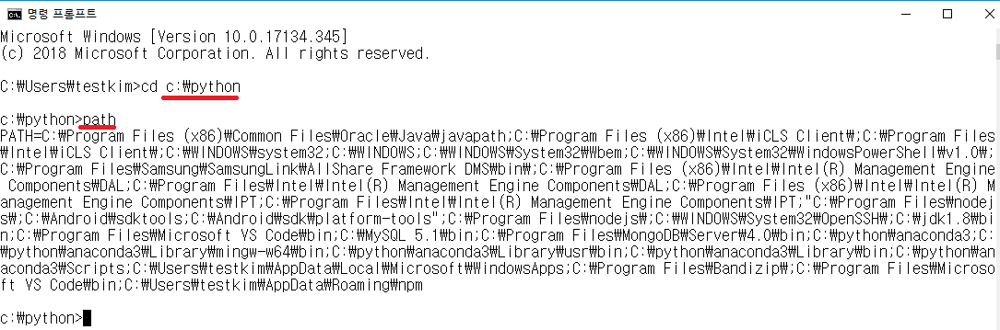 명령 프롬프트
Microsoft Windows [Version 10.0.17134.345]
(c) 2018 Microsoft Corporation. All rights reserved.
C:₩Users₩testkim>cd c:₩python
c:₩python>path
PATH=C:₩Program Files (x86)₩Common Files₩Oracle₩Java₩javapath;C:₩Program Files (x86)₩Intel₩iCLS Client₩;C:₩Program Files
₩Intel₩iCLS Client₩;C:₩WINDOWS₩system32;C:₩WINDOWS;C:₩WINDOWS₩System32₩Wbem;C:₩WINDOWS₩System32₩WindowsPowerShell₩v1.0₩;
C:₩Program Files₩Samsung₩SamsungLink₩AllShare Framework DMS₩bin₩;C:₩Program Files (x86)₩Intel₩Intel(R) Management Engine
 Components₩DAL;C:₩Program Files₩Intel₩Intel(R) Management Engine Components₩DAL;C:₩Program Files (x86)₩Intel₩Intel(R) M
anagement Engine Components₩IPT;C:₩Program Files₩Intel₩Intel(R) Management Engine Components₩IPT;"C:₩Program Files₩nodej
s₩;C:₩Android₩sdktools;C:₩Android₩sdk₩platform-tools";C:₩Program Files₩nodejs₩;C:₩WINDOWS₩System32₩OpenSSH₩;C:₩jdk1.8₩bi
n;C:₩Program Files₩Microsoft VS Code₩bin;C:₩MySQL 5.1₩bin;C:₩Program Files₩MongoDB₩Server₩4.0₩bin;C:₩python₩anaconda3;C:
₩python₩anaconda3₩Library₩mingw-w64₩bin;C:₩python₩anaconda3₩Library₩usr₩bin;C:₩python₩anaconda3₩Library₩bin;C:₩python₩an
aconda3₩Scripts;C:₩Users₩testkim₩AppData₩Local₩Microsoft₩WindowsApps;C:₩Program Files₩Bandizip₩;C:₩Program Files₩Microso
ft VS Code₩bin;C:₩Users₩testkim₩AppData₩Roaming₩npm
c:₩python>